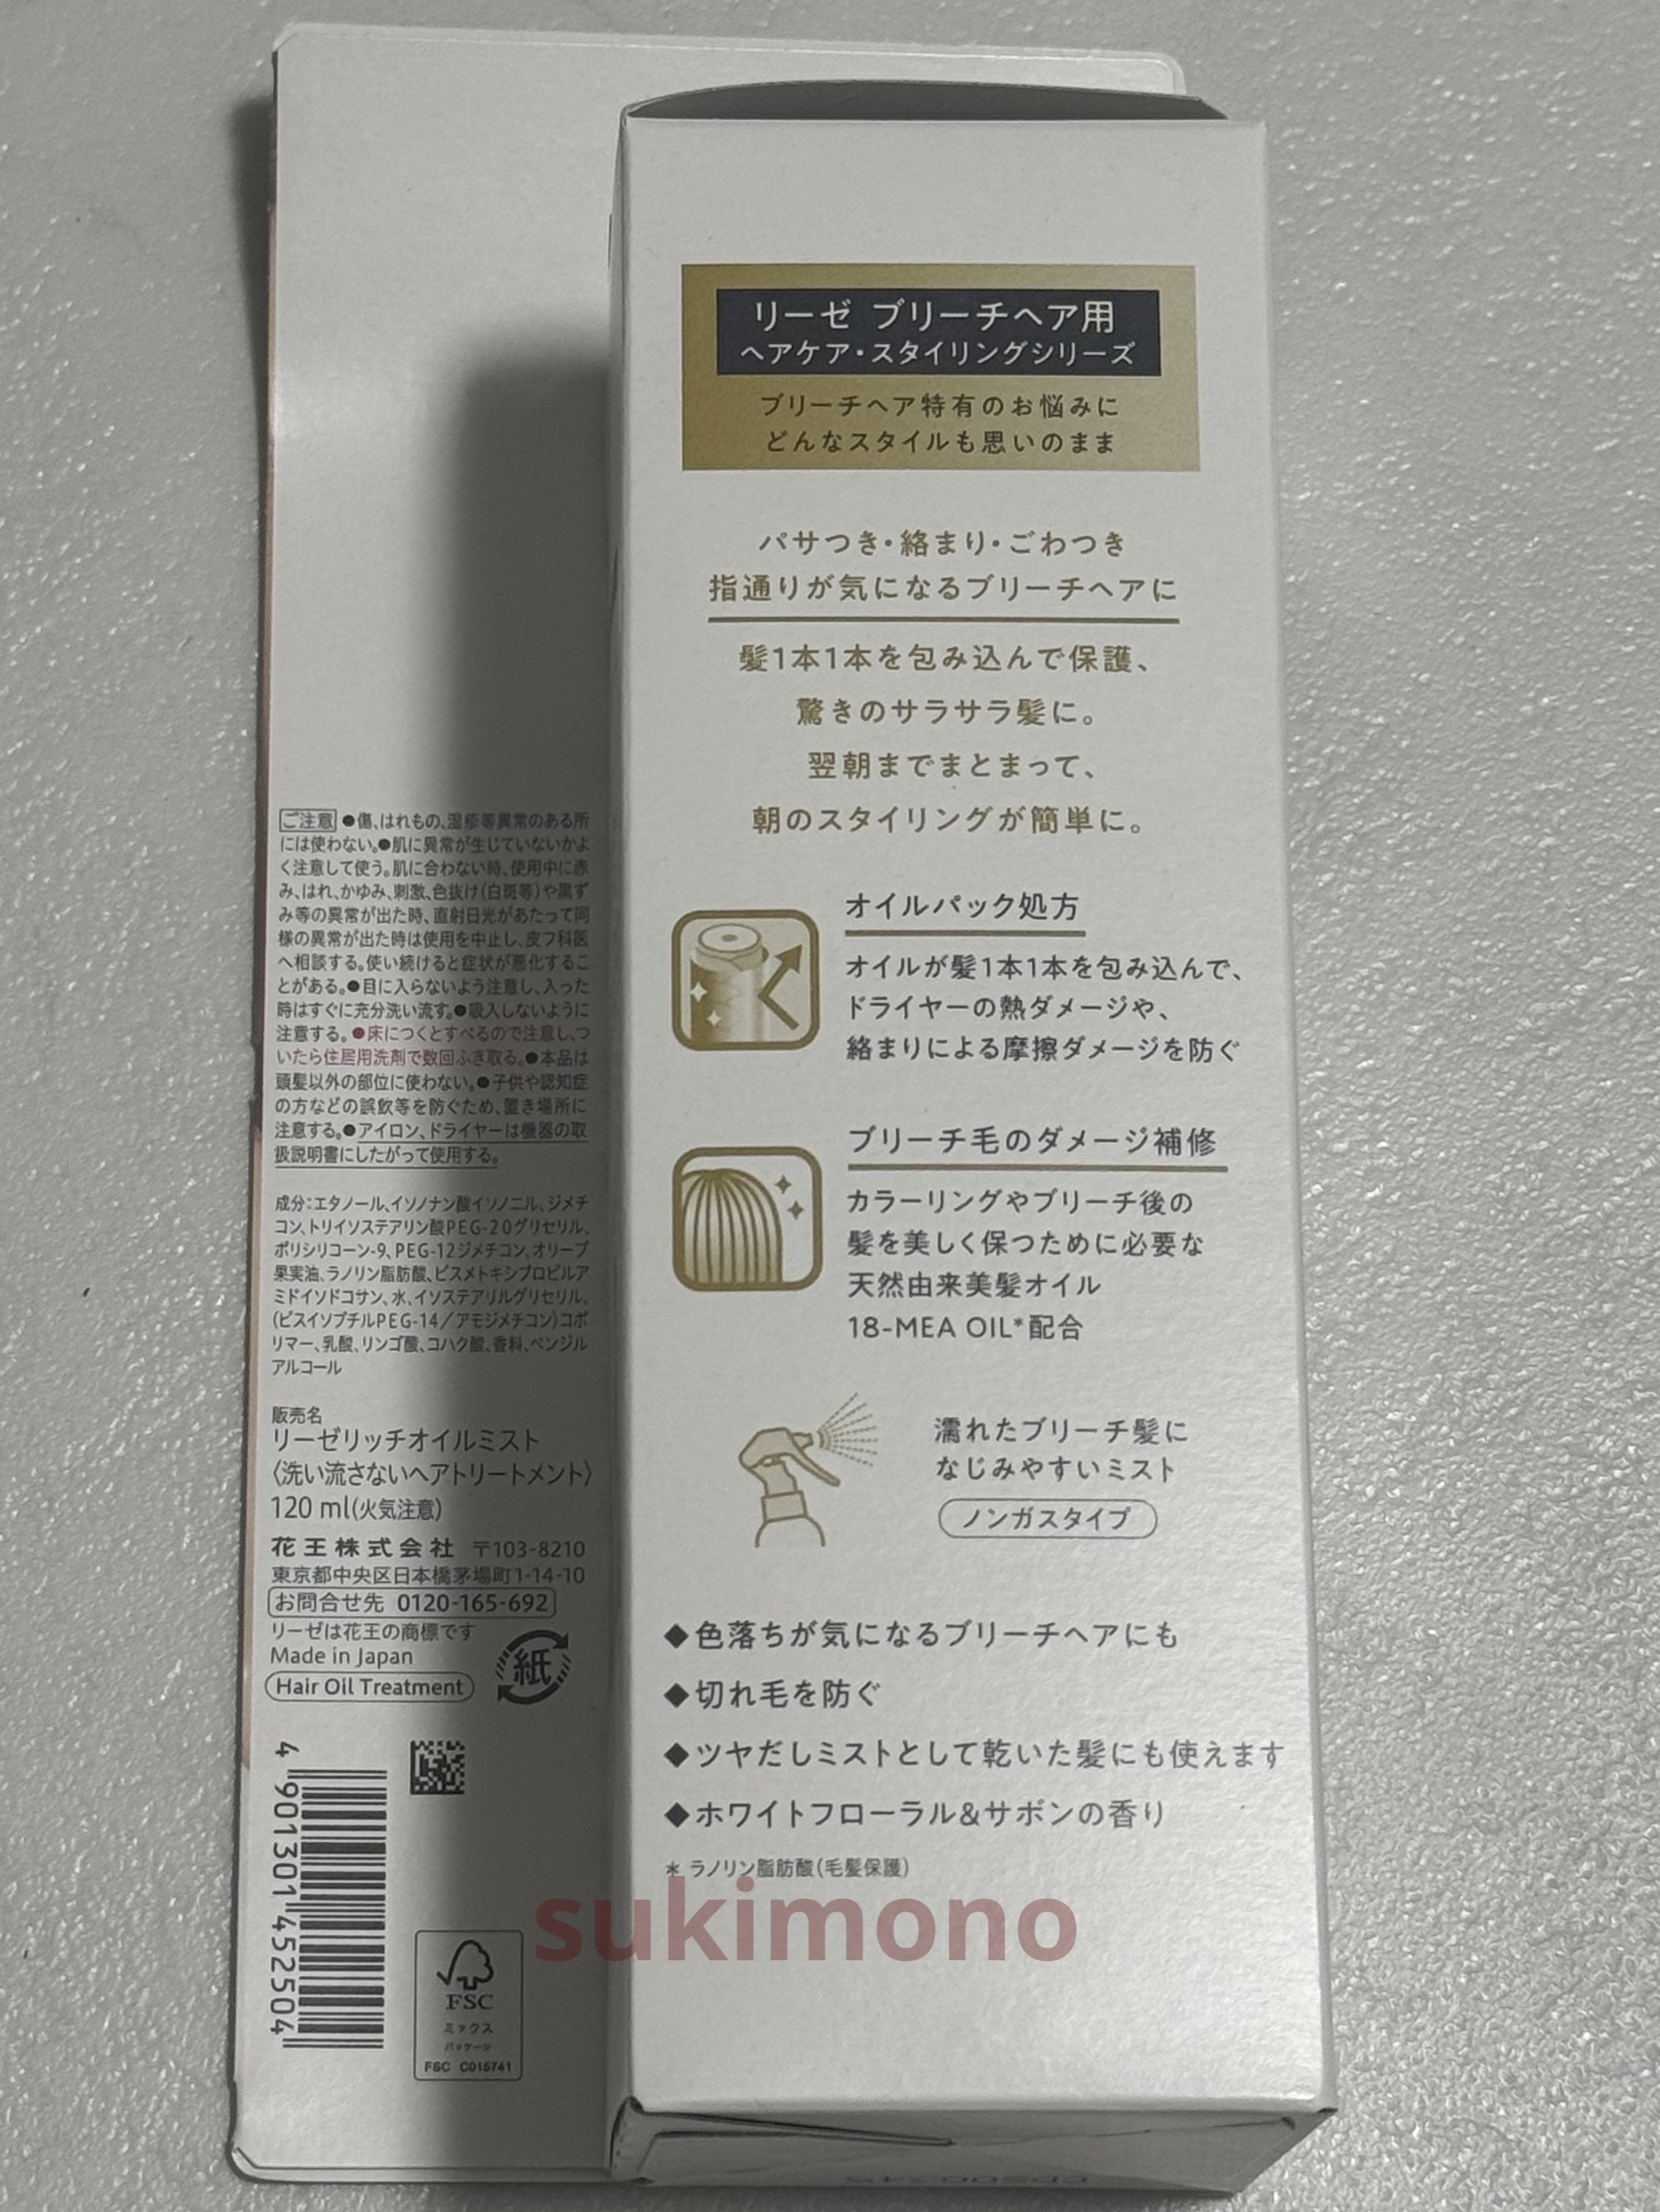 リーゼ ブリーチヘア用
ヘアケア・スタイリングシリーズ
ブリーチヘア特有のお悩みに
どんなスタイルも思いのまま
パサつき・絡まり・ごわつき
指通りが気になるブリーチヘアに
髪1本1本を包み込んで保護、
驚きのサラサラ髪に。
翌朝までまとまって、
朝のスタイリングが簡単に。
オイルパック処方
オイルが髪1本1本を包み込んで、
ドライヤーの熱ダメージや、
絡まりによる摩擦ダメージを防ぐ
ブリーチ毛のダメージ補修
カラーリングやブリーチ後の
髪を美しく保つために必要な
天然由来美髪オイル
18-MEA OIL*配合
濡れたブリーチ髪に
なじみやすいミスト
ノンガスタイプ
◆色落ちが気になるブリーチヘアにも
◆切れ毛を防ぐ
◆ツヤだしミストとして乾いた髪にも使えます
◆ホワイトフローラル&サボンの香り
* ラノリン脂肪酸(毛髪保護)
ご注意 ●傷、はれもの、湿疹等異常のある所
には使わない。●肌に異常が生じていないかよ
く注意して使う。肌に合わない時、使用中に赤
み、はれ、かゆみ、刺激、色抜け(白斑等)や黒ず
み等の異常が出た時、直射日光があたって同
様の異常が出た時は使用を中止し、皮フ科医
へ相談する。使い続けると症状が悪化するこ
とがある。●目に入らないよう注意し、入った
時はすぐに充分洗い流す。●吸入しないように
注意する。●床につくとすべるので注意し、つ
いたら住居用洗剤で数回ふき取る。●本品は
頭髪以外の部位に使わない。●子供や認知症
の方などの誤飲等を防ぐため、置き場所に
注意する。●アイロン、ドライヤーは機器の取
扱説明書にしたがって使用する。
成分:エタノール、イソノナン酸イソノニル、ジメチ
コン、トリイソステアリン酸PEG-20グリセリル、
ポリシリコーン-9、PEG-12ジメチコン、オリーブ
果実油、ラノリン脂肪酸、ビスメトキシプロピルア
ミドイソドコサン、水、イソステアリルグリセリル、
(ビスイソブチルPEG-14/アモジメチコン)コポ
リマー、乳酸、リンゴ酸、コハク酸、香料、ベンジル
アルコール
販売名
リーゼリッチオイルミスト
〈洗い流さないヘアトリートメント〉
120 ml(火気注意)
花王株式会社 〒103-8210
東京都中央区日本橋茅場町1-14-10
お問合せ先 0120-165-692
リーゼは花王の商標です
Made in Japan
Hair Oil Treatment
紙
4 901301 452504
FSC
ミックス
パッケージ
FSC C015741
sukimono